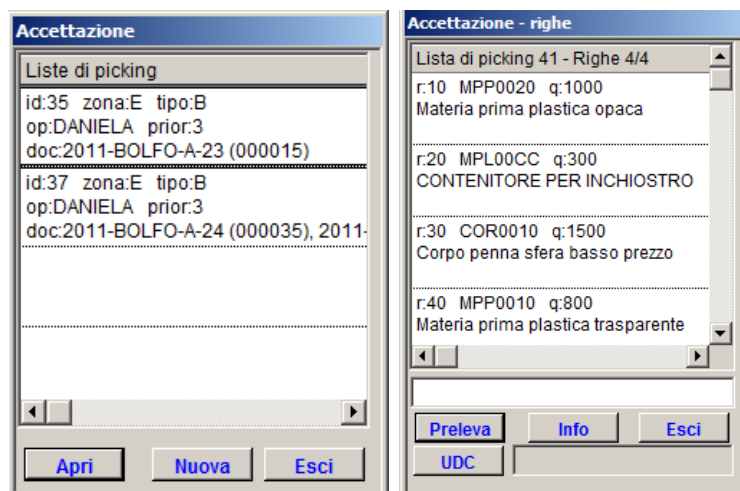 Accettazione
Liste di picking
id:35 zona:E tipo:B
op:DANIELA prior:3
doc:2011-BOLFO-A-23 (000015)
id:37 zona:E tipo:B
op:DANIELA prior:3
doc:2011-BOLFO-A-24 (000035), 2011-
Apri Nuova Esci
Accettazione - righe
Lista di picking 41 - Righe 4/4
r:10 MPP0020 q:1000
Materia prima plastica opaca
r:20 MPL00CC q:300
CONTENITORE PER INCHIOSTRO
r:30 COR0010 q:1500
Corpo penna sfera basso prezzo
r:40 MPP0010 q:800
Materia prima plastica trasparente
Preleva Info Esci
UDC